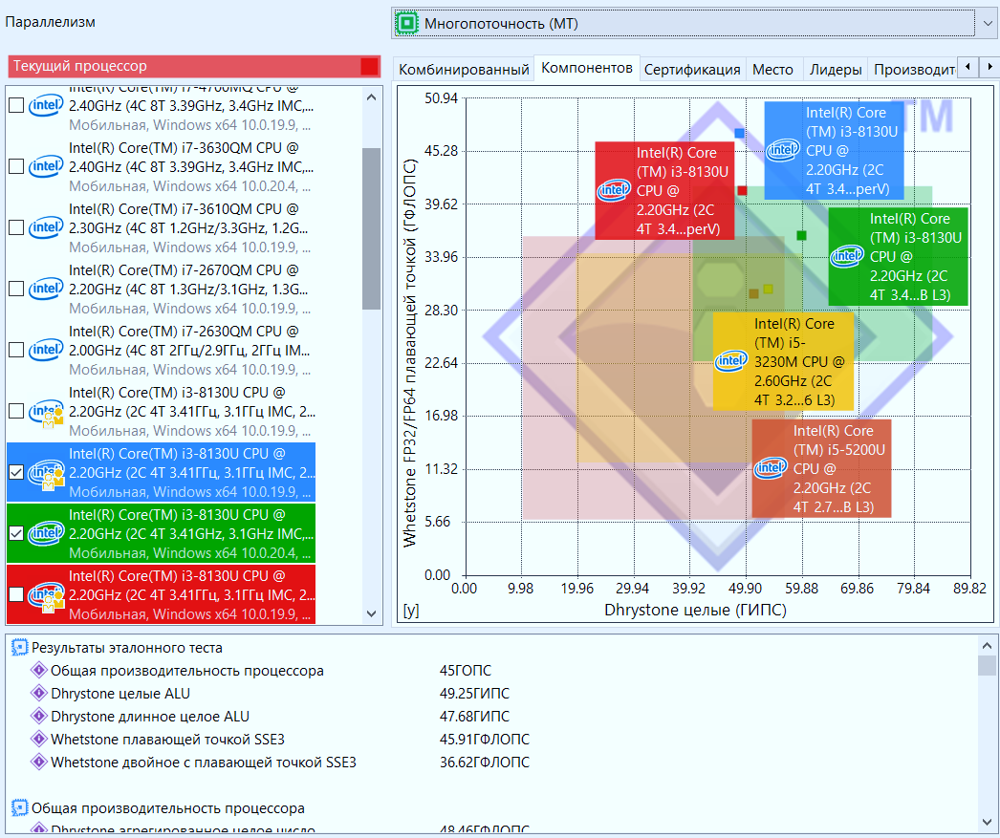 Параллелизм
Многопоточность (МТ)
Текущий процессор
Комбинированный
Компонентов
Сертификация
Место
Лидеры
Производит
Intel(R) Core(TM) i7-4700MQ CPU @
2.40GHz (4C 8T 3.39GHz, 3.4GHz IMC,...
Мобильная, Windows x64 10.0.19.9, ...
Intel(R) Core(TM) i7-3630QM CPU @
2.40GHz (4C 8T 3.39GHz, 3.4GHz IMC,...
Мобильная, Windows x64 10.0.20.4, ...
Intel(R) Core(TM) i7-3610QM CPU @
2.30GHz (4C 8T 1.2GHz/3.3GHz, 1.2G...
Мобильная, Windows x64 10.0.19.9, ...
Intel(R) Core(TM) i7-2670QM CPU @
2.20GHz (4C 8T 1.3GHz/3.1GHz, 1.3G...
Мобильная, Windows x64 10.0.19.9, ...
Intel(R) Core(TM) i7-2630QM CPU @
2.00GHz (4C 8T 2ГГц/2.9ГГц, 2ГГц IM...
Мобильная, Windows x64 10.0.19.9, ...
Intel(R) Core(TM) i3-8130U CPU @
2.20GHz (2C 4T 3.41ГГц, 3.1ГГц IMC, 2...
Мобильная, Windows x64 10.0.19.9, ...
Intel(R) Core(TM) i3-8130U CPU @
2.20GHz (2C 4T 3.41ГГц, 3.1ГГц IMC, 2...
Мобильная, Windows x64 10.0.19.9, ...
Intel(R) Core(TM) i3-8130U CPU @
2.20GHz (2C 4T 3.41GHz, 3.1GHz IMC,...
Мобильная, Windows x64 10.0.20.4, ...
Intel(R) Core(TM) i3-8130U CPU @
2.20GHz (2C 4T 3.41ГГц, 3.1ГГц IMC, 2...
Мобильная, Windows x64 10.0.19.9, ...
intel
intel
intel
intel
intel
intel
intel
intel
intel
Whetstone FP32/FP64 плавающей точкой (ГФЛОПС)
50.94
45.28
39.62
33.96
28.30
22.64
16.98
11.32
5.66
0.00
TM
intel
Intel(R) Core
(TM) i3-8130U
CPU @
2.20GHz (2C
4T 3.4...perV)
intel
Intel(R) Core
(TM) i3-8130U
CPU @
2.20GHz (2C
4T 3.4...perV)
intel
Intel(R) Core
(TM) i3-8130U
CPU @
2.20GHz (2C
4T 3.4...B L3)
intel
Intel(R) Core
(TM) i5-
3230M CPU @
2.60GHz (2C
4T 3.2...6 L3)
intel
Intel(R) Core
(TM) i5-5200U
CPU @
2.20GHz (2C
4T 2.7...B L3)
0.00 9.98 19.96 29.94 39.92 49.90 59.88 69.86 79.84 89.82
[y]
Dhrystone целые (ГИПС)
Результаты эталонного теста
Общая производительность процессора 45ГОПС
Dhrystone целые ALU 49.25ГИПС
Dhrystone длинное целое ALU 47.68ГИПС
Whetstone плавающей точкой SSE3 45.91ГФЛОПС
Whetstone двойное с плавающей точкой SSE3 36.62ГФЛОПС
Общая производительность процессора
Dhrystone агрегированное целое число 48.46ГФЛОПС